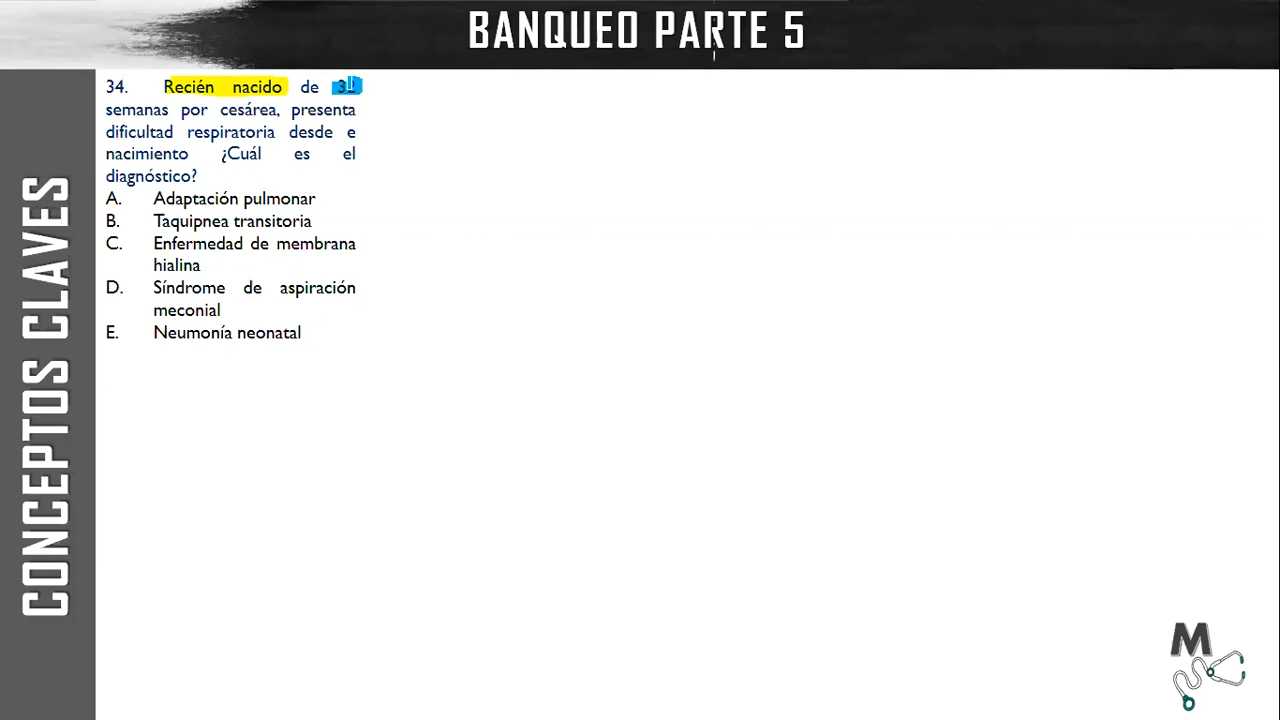 BANQUEO PARTE 5
CONCEPTOS CLAVES
34. Recién nacido de
semanas por cesárea, presenta
dificultad respiratoria desde e
nacimiento ¿Cuál es el
diagnóstico?
A. Adaptación pulmonar
B. Taquipnea transitoria
C. Enfermedad de membrana
hialina
D. Síndrome de aspiración
meconial
E. Neumonía neonatal
M